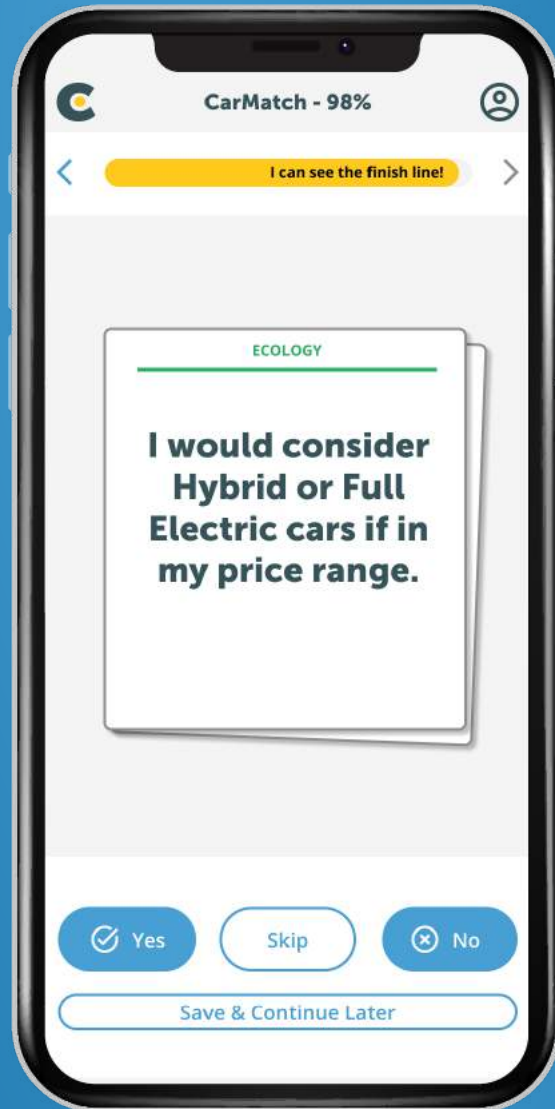 CarMatch - 98%
I can see the finish line!
ECOLOGY
I would consider
Hybrid or Full
Electric cars if in
my price range.
Yes
Skip
No
Save & Continue Later